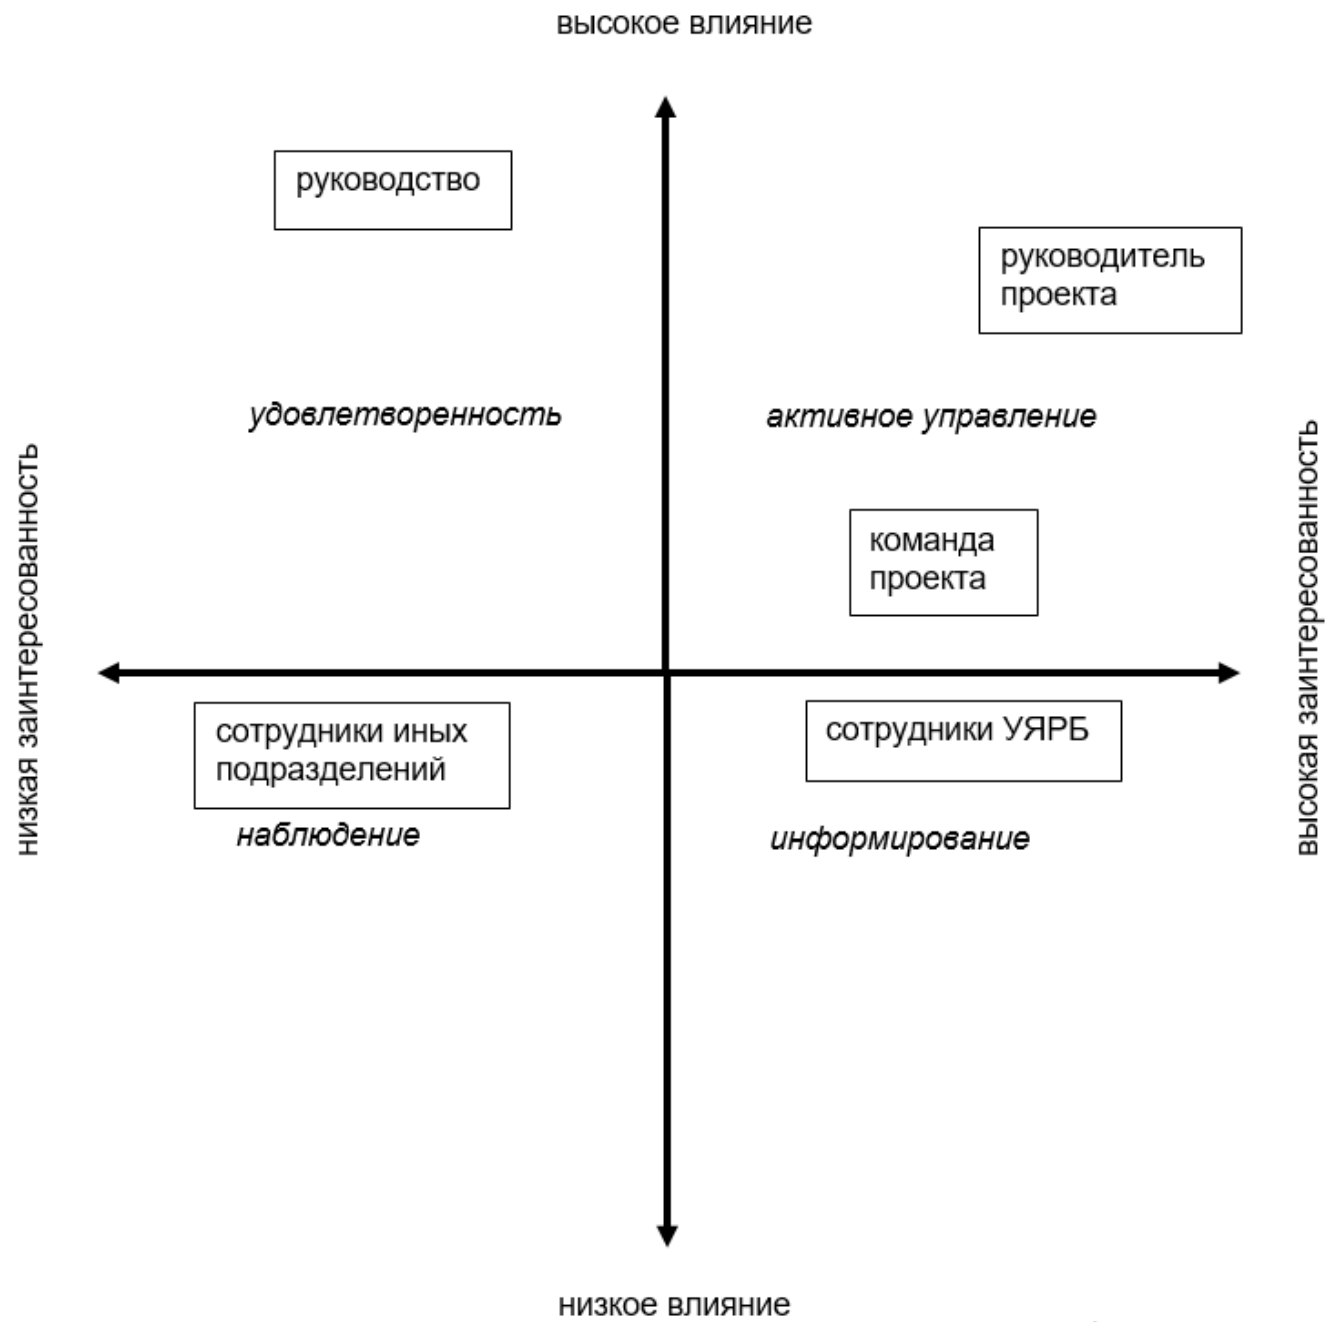 высокое влияние
руководство
руководитель
проекта
удовлетворенность
активное управление
низкая заинтересованность
высокая заинтересованность
команда
проекта
сотрудники иных
подразделений
сотрудники УЯРБ
наблюдение
информирование
низкое влияние